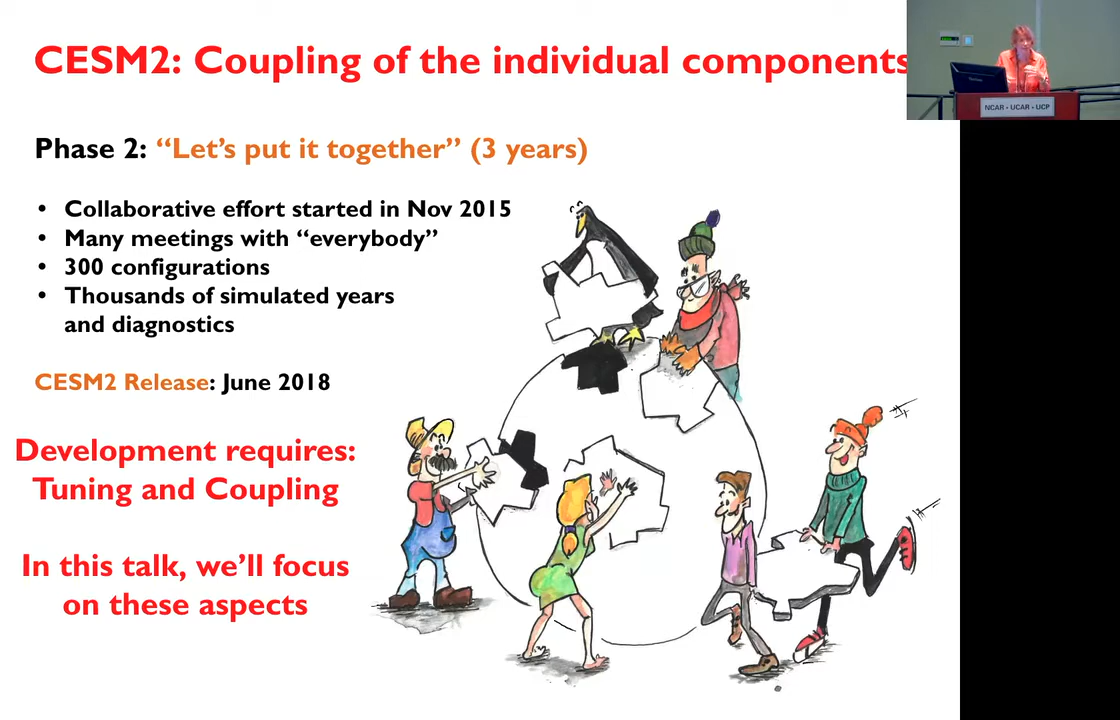 CESM2: Coupling of the individual components
Phase 2: “Let’s put it together” (3 years)
• Collaborative effort started in Nov 2015
• Many meetings with “everybody”
• 300 configurations
• Thousands of simulated years
and diagnostics
CESM2 Release: June 2018
Development requires:
Tuning and Coupling
In this talk, we’ll focus
on these aspects
NCAR • UCAR • UCP